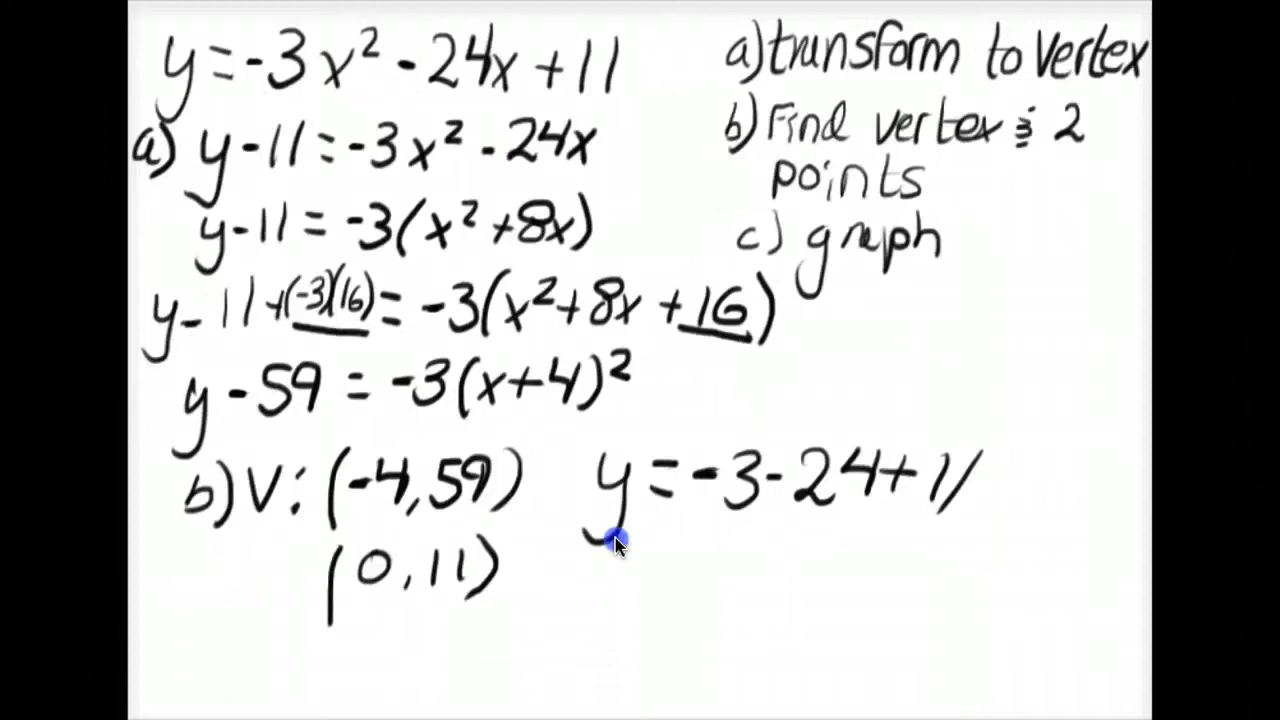 y = -3x² - 24x + 11
a) transform to vertex
b) Find vertex & 2
points
c) graph
a) y - 11 = -3x² - 24x
y - 11 = -3(x² + 8x)
y - 11 + (-3)(16) = -3(x² + 8x + 16)
y - 59 = -3(x + 4)²
b) V: (-4, 59)
(0, 11)
y = -3 - 24 + 11